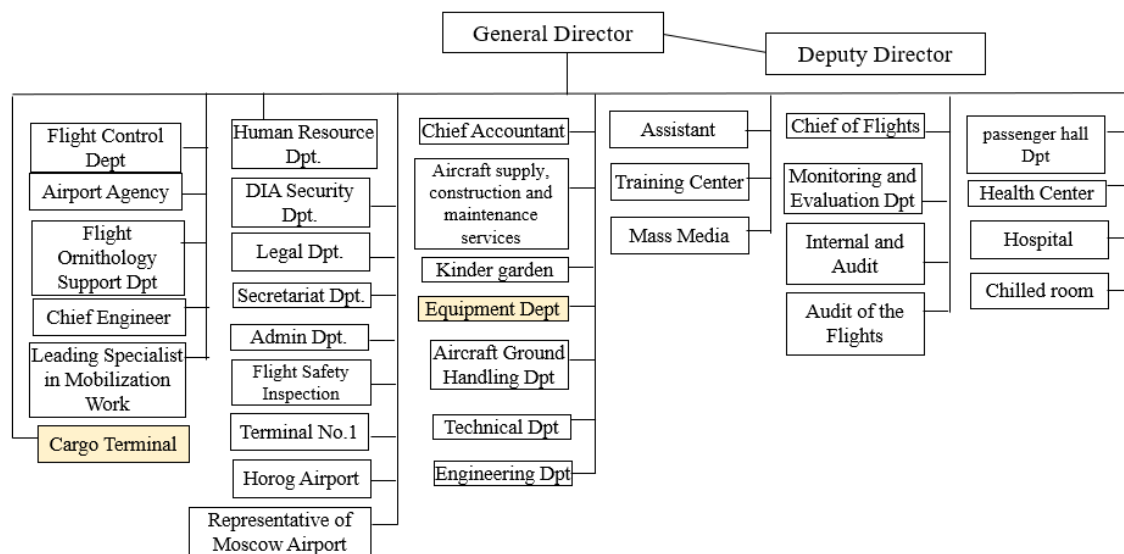 General Director
Deputy Director
Flight Control
Dept
Airport Agency
Flight
Ornithology
Support Dpt
Chief Engineer
Leading Specialist
in Mobilization
Work
Cargo Terminal
Human Resource
Dpt.
DIA Security
Dpt.
Legal Dpt.
Secretariat Dpt.
Admin Dpt.
Flight Safety
Inspection
Terminal No.1
Horog Airport
Representative of
Moscow Airport
Chief Accountant
Aircraft supply,
construction and
maintenance
services
Kinder garden
Equipment Dept
Aircraft Ground
Handling Dpt
Technical Dpt
Engineering Dpt
Assistant
Training Center
Mass Media
Chief of Flights
Monitoring and
Evaluation Dpt
Internal and
Audit
Audit of the
Flights
passenger hall
Dpt
Health Center
Hospital
Chilled room